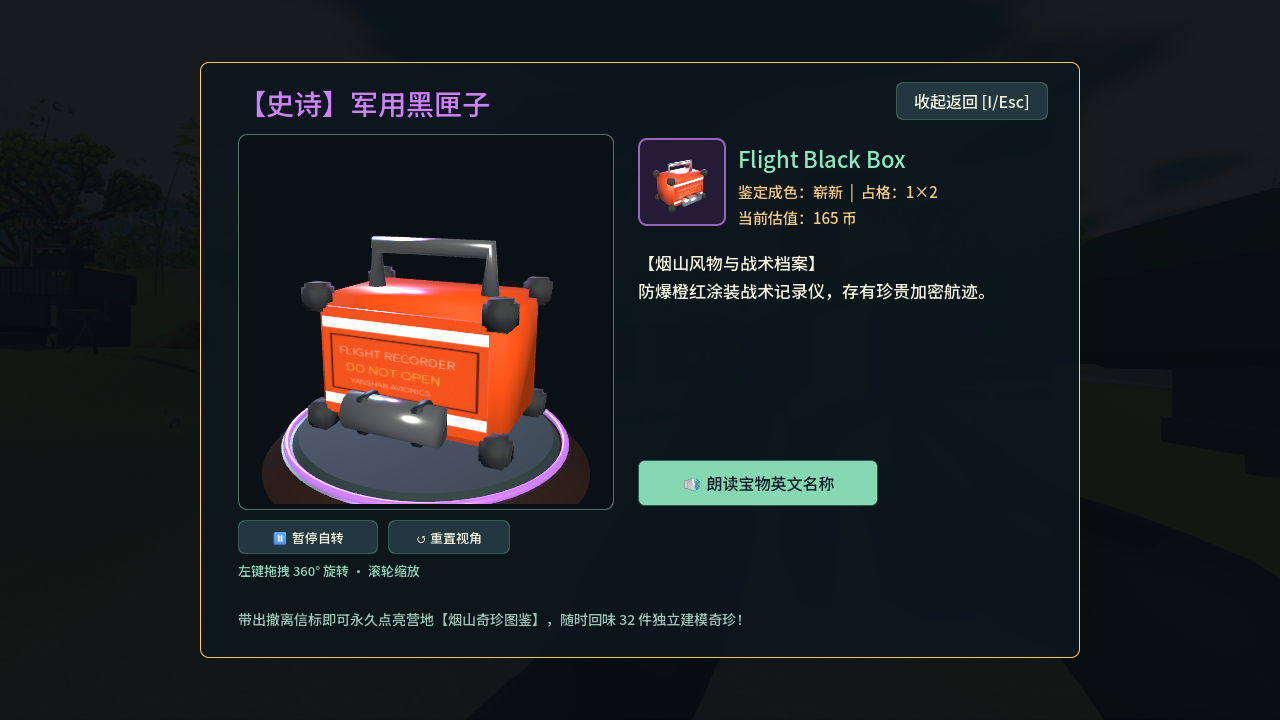 【史诗】军用黑匣子
收起返回 [I/Esc]
FLIGHT RECORDER
DO NOT OPEN
YANSHAN AVIONICS
Flight Black Box
鉴定成色：崭新 | 占格：1×2
当前估值：165 币
【烟山风物与战术档案】
防爆橙红涂装战术记录仪，存有珍贵加密航迹。
朗读宝物英文名称
暂停自转
↺ 重置视角
左键拖拽 360° 旋转 · 滚轮缩放
带出撤离信标即可永久点亮营地【烟山奇珍图鉴】，随时回味 32 件独立建模奇珍！